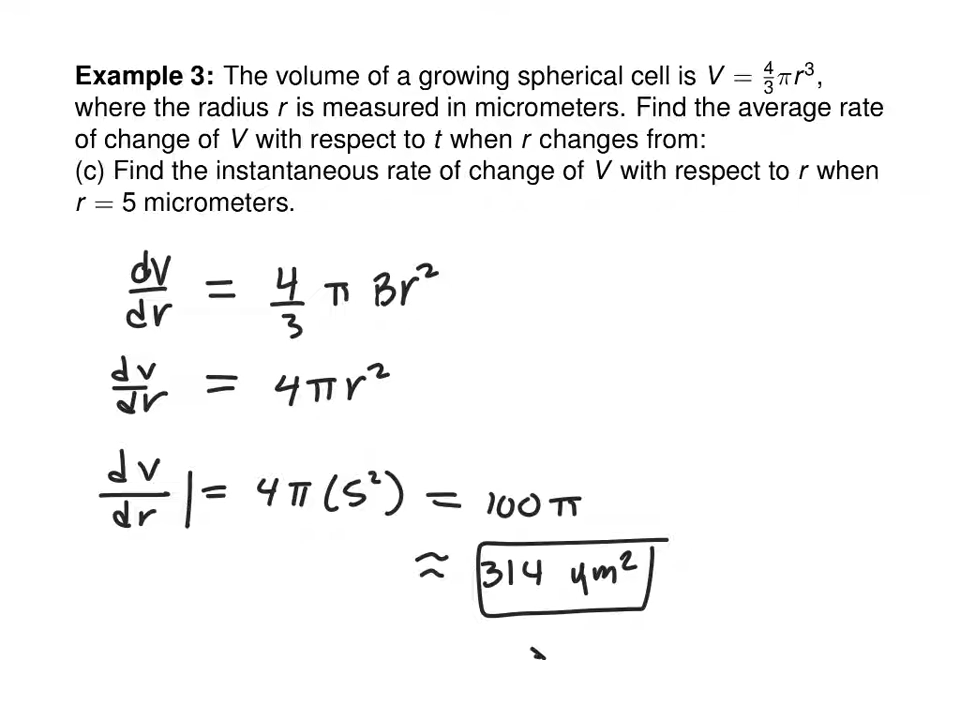 Example 3: The volume of a growing spherical cell is V = 4/3 πr³,
where the radius r is measured in micrometers. Find the average rate
of change of V with respect to t when r changes from:
(c) Find the instantaneous rate of change of V with respect to r when
r = 5 micrometers.
dV/dr = 4/3 π 3r²
dv/dr = 4πr²
dv/dr | = 4π(5²) = 100π
≈ 314 μm²